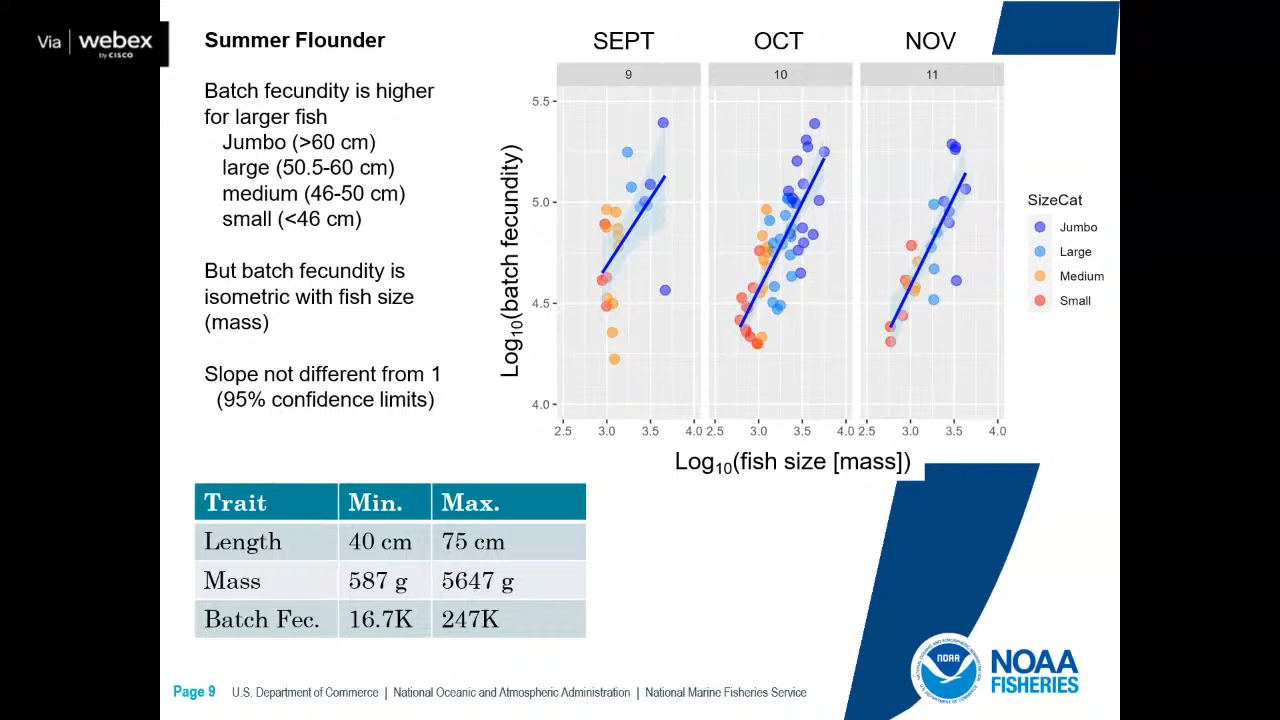 Via webex
by CISCO
Summer Flounder
Batch fecundity is higher
for larger fish
Jumbo (>60 cm)
large (50.5-60 cm)
medium (46-50 cm)
small (<46 cm)
But batch fecundity is
isometric with fish size
(mass)
Slope not different from 1
(95% confidence limits)
SEPT OCT NOV
9 10 11
Log10(batch fecundity)
5.5
5.0
4.5
4.0
2.5 3.0 3.5 4.0 2.5 3.0 3.5 4.0 2.5 3.0 3.5 4.0
Log10(fish size [mass])
SizeCat
Jumbo
Large
Medium
Small
Trait Min. Max.
Length 40 cm 75 cm
Mass 587 g 5647 g
Batch Fec. 16.7K 247K
NOAA
NOAA
FISHERIES
Page 9 U.S. Department of Commerce | National Oceanic and Atmospheric Administration | National Marine Fisheries Service